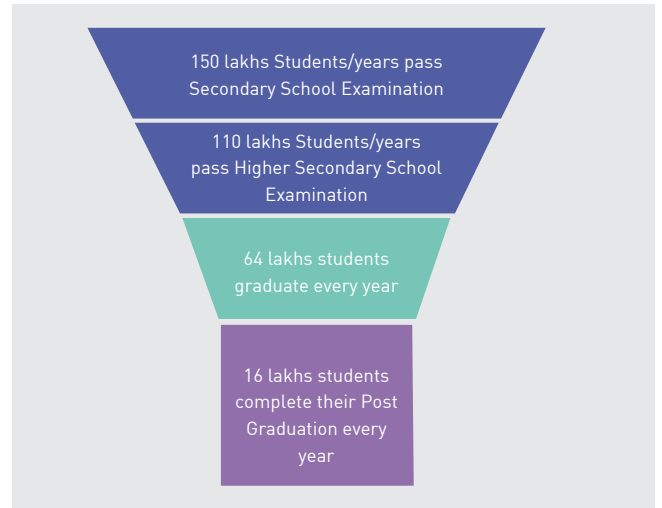 150 lakhs Students/years pass
Secondary School Examination
110 lakhs Students/years
pass Higher Secondary School
Examination
64 lakhs students
graduate every year
16 lakhs students
complete their Post
Graduation every
year